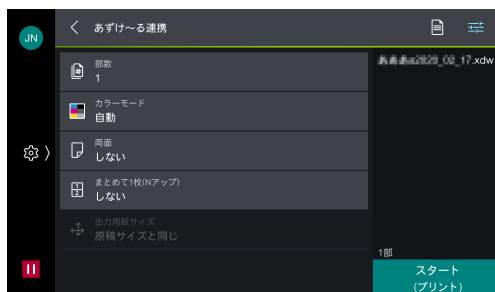 JN
あずけ~る連携
部数
1
カラーモード
自動
両面
しない
まとめて1枚(Nアップ)
しない
出力用紙サイズ
原稿サイズと同じ
2020_02_17.xdw
1部
スタート
(プリント)